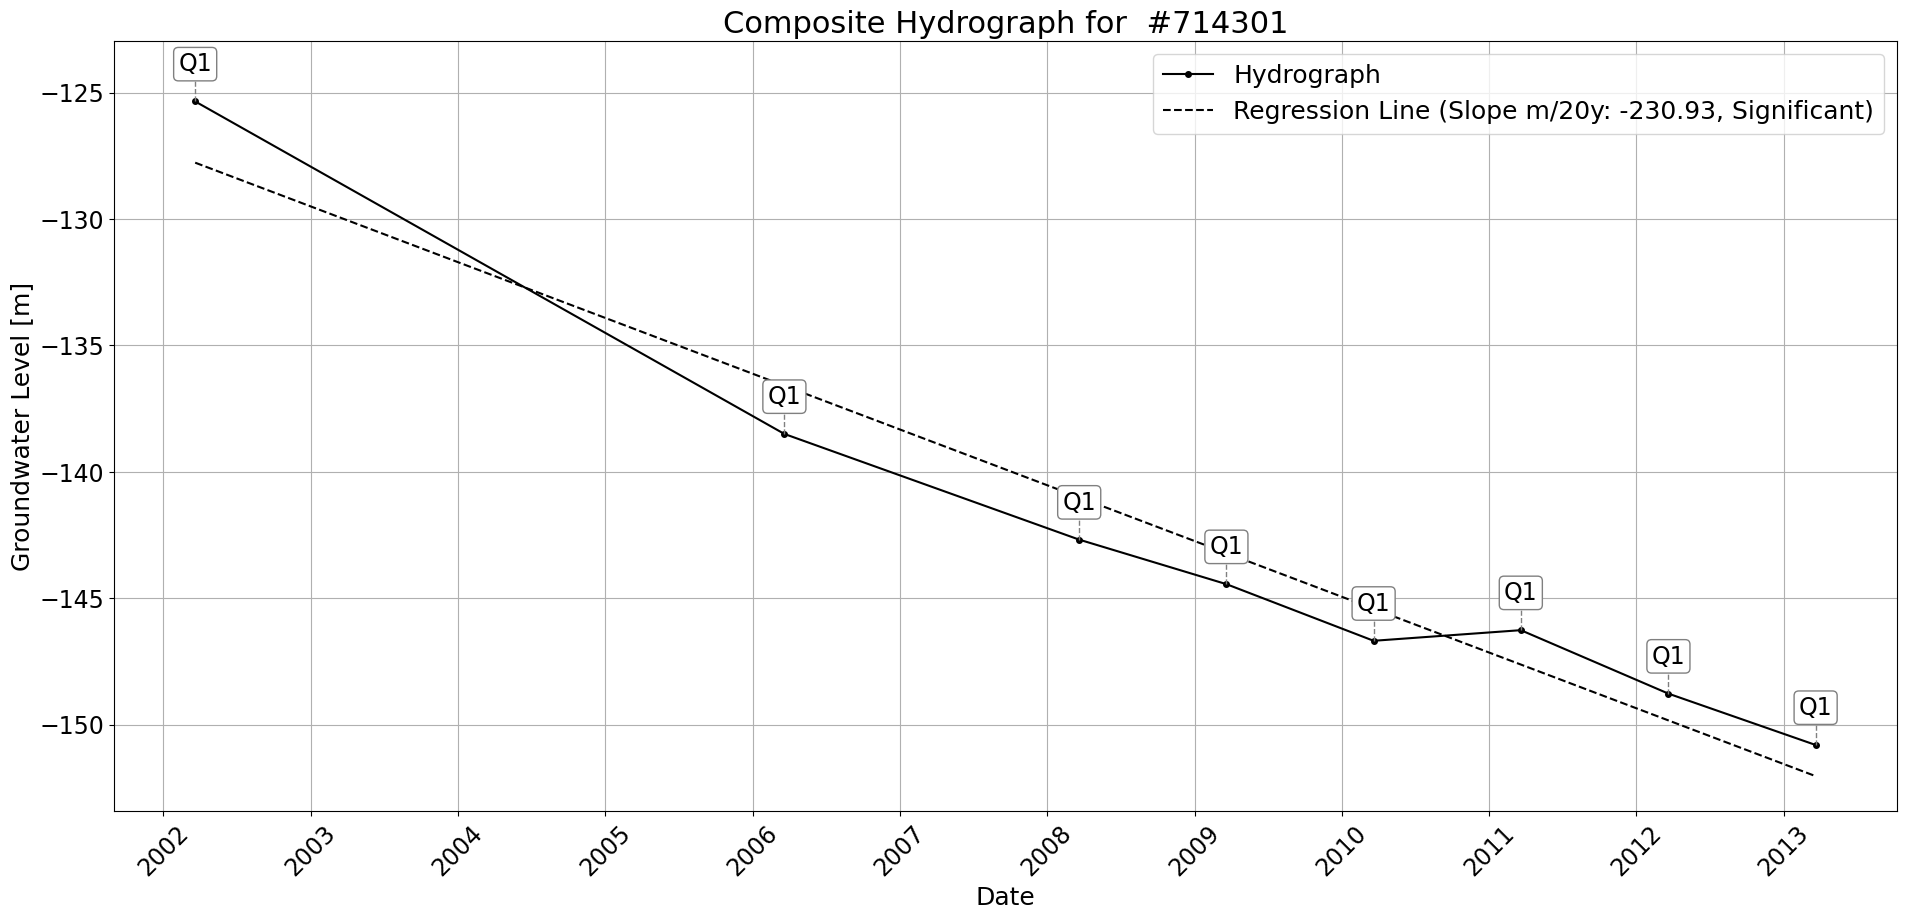 Composite Hydrograph for  #714301
Hydrograph
Regression Line (Slope m/20y: -230.93, Significant)
Q1
Q1
Q1
Q1
Q1
Q1
Q1
Q1
Groundwater Level [m]
−125
−130
−135
−140
−145
−150
2002
2003
2004
2005
2006
2007
2008
2009
2010
2011
2012
2013
Date